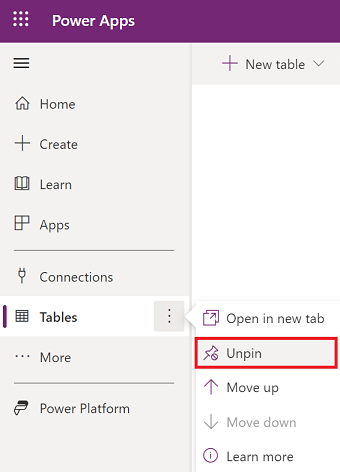 Power Apps
New table
Home
Create
Learn
Apps
Connections
Tables
Open in new tab
Unpin
More
Move up
Power Platform
Move down
Learn more